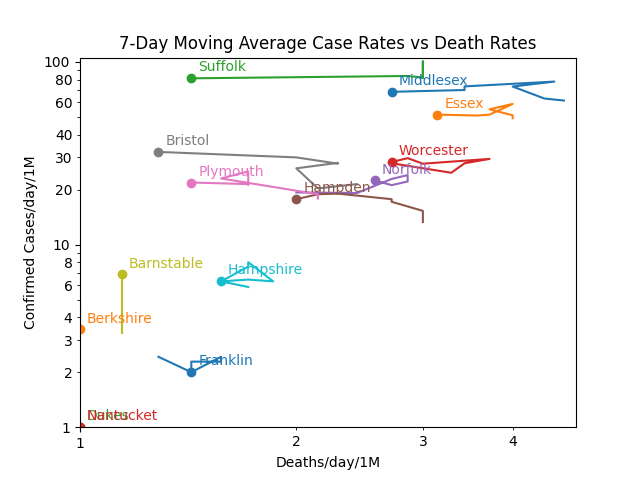 7-Day Moving Average Case Rates vs Death Rates
100
80
60
40
30
20
10
8
6
4
3
2
1
Confirmed Cases/day/1M
Suffolk
Middlesex
Essex
Bristol
Worcester
Plymouth
Norfolk
Hampden
Barnstable
Hampshire
Berkshire
Franklin
Dukes
Nantucket
1
2
3
4
Deaths/day/1M